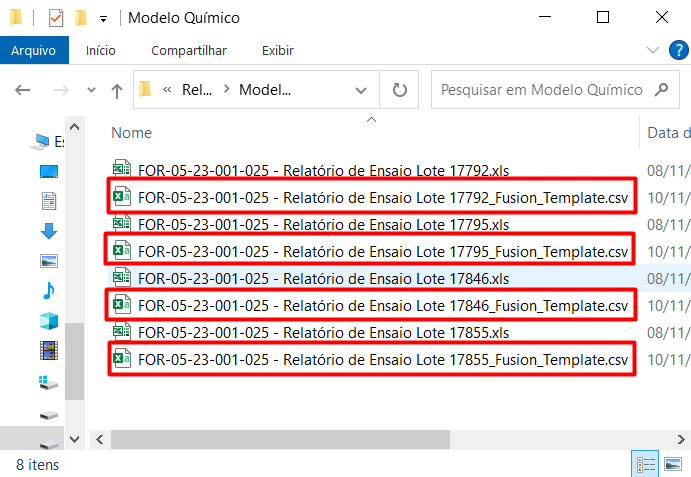 Modelo Químico
Arquivo Início Compartilhar Exibir ?
« Rel... > Model... Pesquisar em Modelo Químico
Es
Nome Data d
FOR-05-23-001-025 - Relatório de Ensaio Lote 17792.xls 08/11/
FOR-05-23-001-025 - Relatório de Ensaio Lote 17792_Fusion_Template.csv 10/11/
FOR-05-23-001-025 - Relatório de Ensaio Lote 17795.xls 08/11/
FOR-05-23-001-025 - Relatório de Ensaio Lote 17795_Fusion_Template.csv 10/11/
FOR-05-23-001-025 - Relatório de Ensaio Lote 17846.xls 08/11/
FOR-05-23-001-025 - Relatório de Ensaio Lote 17846_Fusion_Template.csv 10/11/
FOR-05-23-001-025 - Relatório de Ensaio Lote 17855.xls 08/11/
FOR-05-23-001-025 - Relatório de Ensaio Lote 17855_Fusion_Template.csv 10/11/
8 itens